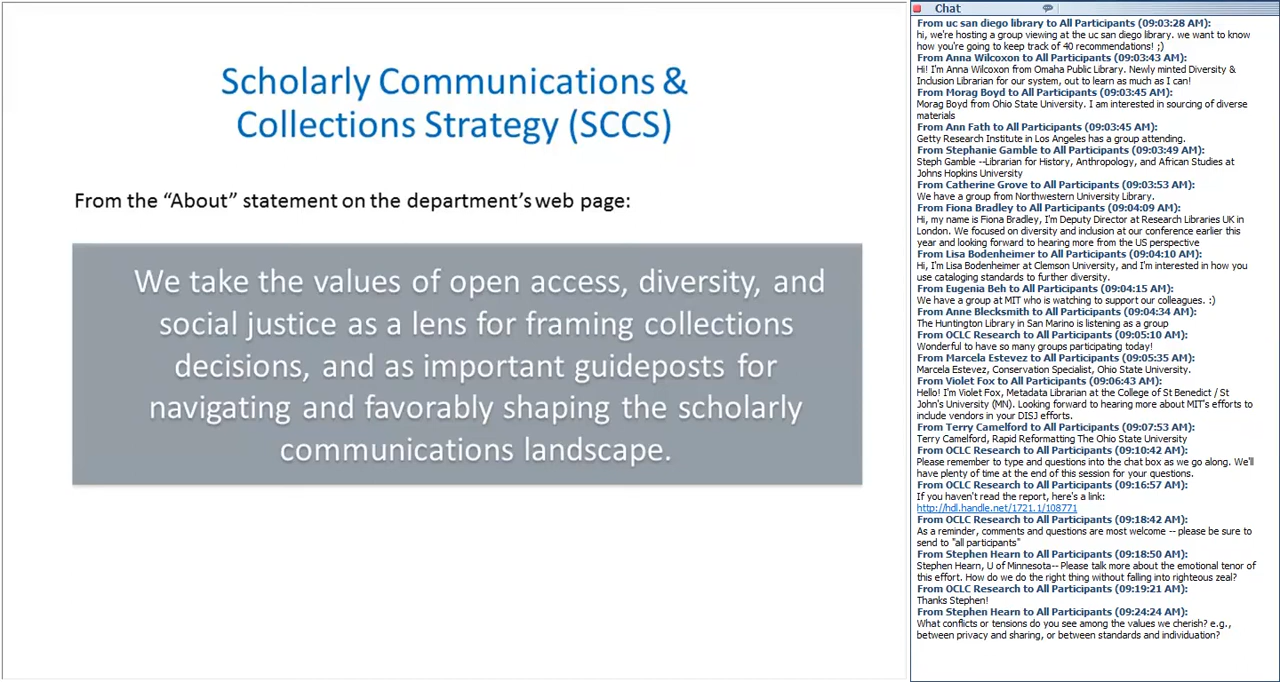 Scholarly Communications &
Collections Strategy (SCCS)
From the “About” statement on the department’s web page:
We take the values of open access, diversity, and
social justice as a lens for framing collections
decisions, and as important guideposts for
navigating and favorably shaping the scholarly
communications landscape.
Chat
From uc san diego library to All Participants (09:03:28 AM):
hi, we're hosting a group viewing at the uc san diego library. we want to know
how you're going to keep track of 40 recommendations! ;)
From Anna Wilcoxon to All Participants (09:03:43 AM):
Hi! I'm Anna Wilcoxon from Omaha Public Library. Newly minted Diversity &
Inclusion Librarian for our system, out to learn as much as I can!
From Morag Boyd to All Participants (09:03:45 AM):
Morag Boyd from Ohio State University. I am interested in sourcing of diverse
materials
From Ann Fath to All Participants (09:03:45 AM):
Getty Research Institute in Los Angeles has a group attending.
From Stephanie Gamble to All Participants (09:03:49 AM):
Steph Gamble --Librarian for History, Anthropology, and African Studies at
Johns Hopkins University
From Catherine Grove to All Participants (09:03:53 AM):
We have a group from Northwestern University Library.
From Fiona Bradley to All Participants (09:04:09 AM):
Hi, my name is Fiona Bradley, I'm Deputy Director at Research Libraries UK in
London. We focused on diversity and inclusion at our conference earlier this
year and looking forward to hearing more from the US perspective
From Lisa Bodenheimer to All Participants (09:04:10 AM):
Hi, I'm Lisa Bodenheimer at Clemson University, and I'm interested in how you
use cataloging standards to further diversity.
From Eugenia Beh to All Participants (09:04:15 AM):
We have a group at MIT who is watching to support our colleagues. :)
From Anne Blecksmith to All Participants (09:04:34 AM):
The Huntington Library in San Marino is listening as a group
From OCLC Research to All Participants (09:05:10 AM):
Wonderful to have so many groups participating today!
From Marcela Estevez to All Participants (09:05:35 AM):
Marcela Estevez, Conservation Specialist, Ohio State University.
From Violet Fox to All Participants (09:06:43 AM):
Hello! I'm Violet Fox, Metadata Librarian at the College of St Benedict / St
John's University (MN). Looking forward to hearing more about MIT's efforts to
include vendors in your DISJ efforts.
From Terry Camelford to All Participants (09:07:53 AM):
Terry Camelford, Rapid Reformatting The Ohio State University
From OCLC Research to All Participants (09:10:42 AM):
Please remember to type and questions into the chat box as we go along. We'll
have plenty of time at the end of this session for your questions.
From OCLC Research to All Participants (09:16:57 AM):
If you haven't read the report, here's a link:
http://hdl.handle.net/1721.1/108771
From OCLC Research to All Participants (09:18:42 AM):
As a reminder, comments and questions are most welcome -- please be sure to
send to "all participants"
From Stephen Hearn to All Participants (09:18:50 AM):
Stephen Hearn, U of Minnesota-- Please talk more about the emotional tenor of
this effort. How do we do the right thing without falling into righteous zeal?
From OCLC Research to All Participants (09:19:21 AM):
Thanks Stephen!
From Stephen Hearn to All Participants (09:24:24 AM):
What conflicts or tensions do you see among the values we cherish? e.g.,
between privacy and sharing, or between standards and individuation?